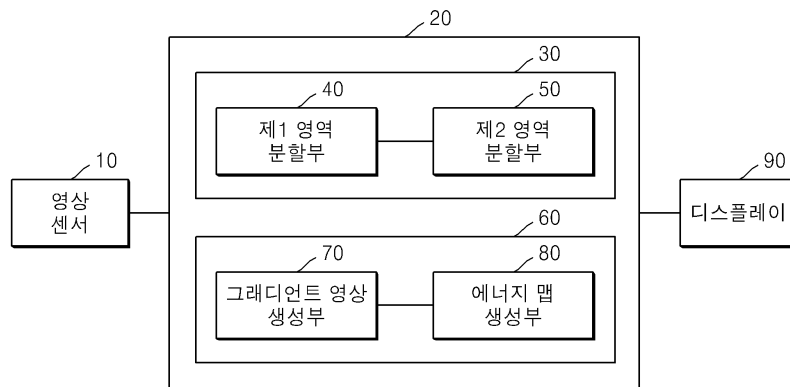 20
30
40
50
제1 영역
분할부
제2 영역
분할부
10
영상
센서
90
디스플레이
60
70
80
그래디언트 영상
생성부
에너지 맵
생성부